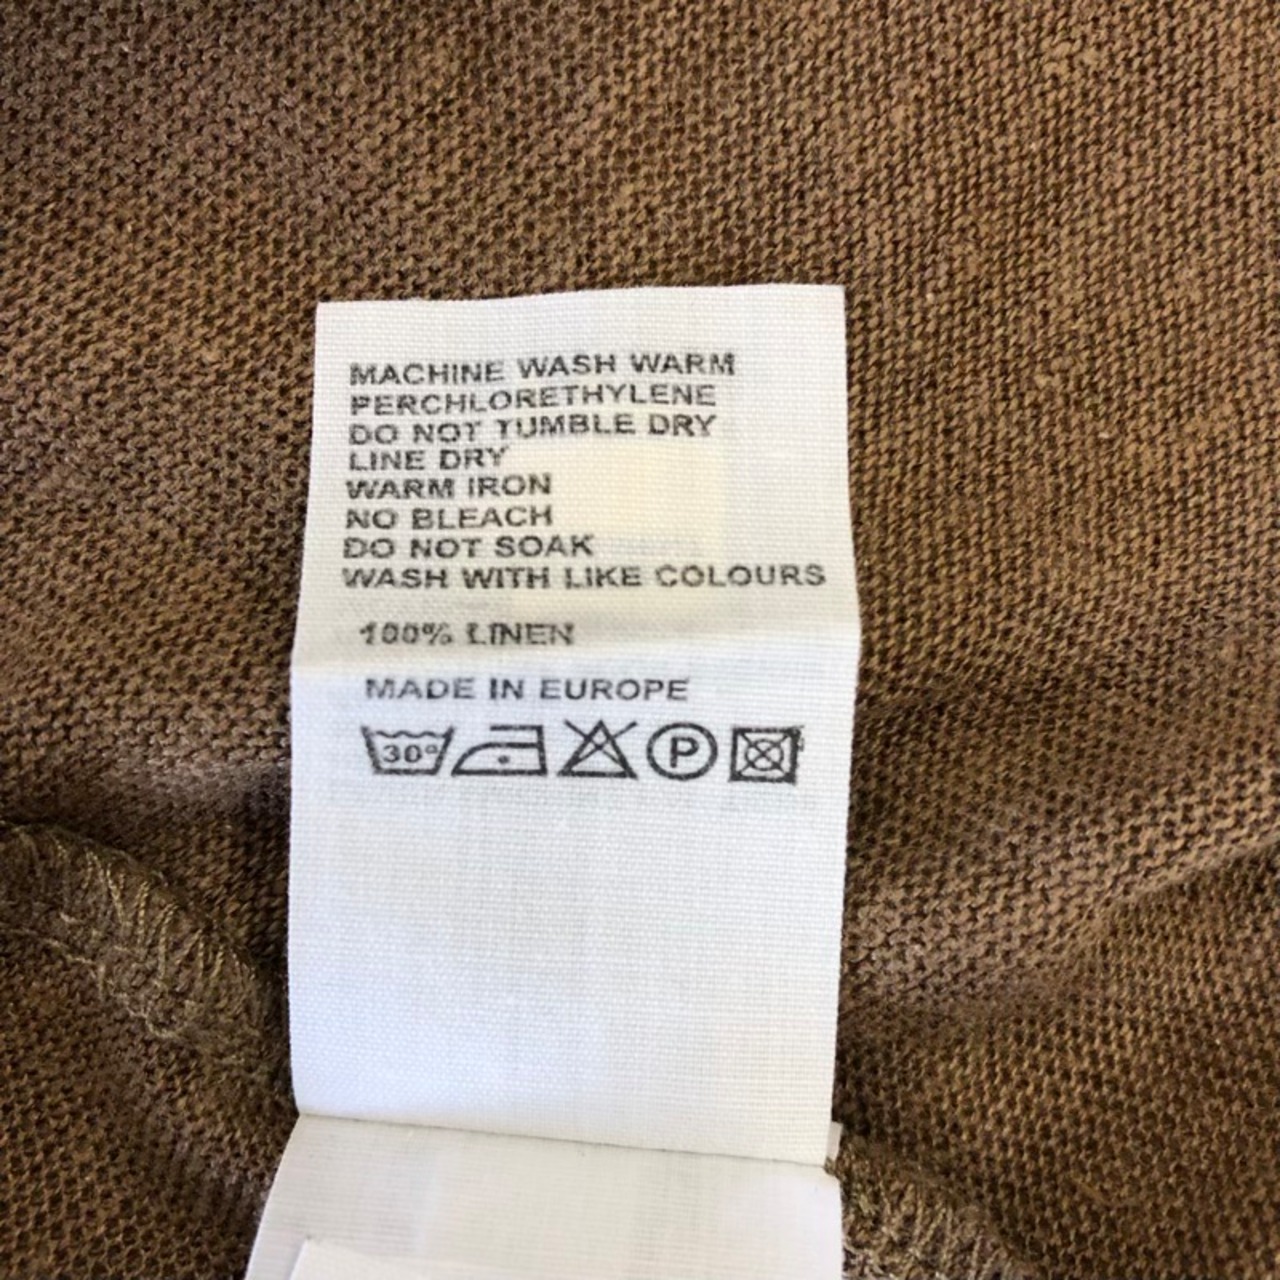 MACHINE WASH WARM
PERCHLORETHYLENE
DO NOT TUMBLE DRY
LINE DRY
WARM IRON
NO BLEACH
DO NOT SOAK
WASH WITH LIKE COLOURS
100% LINEN
MADE IN EUROPE
30° P